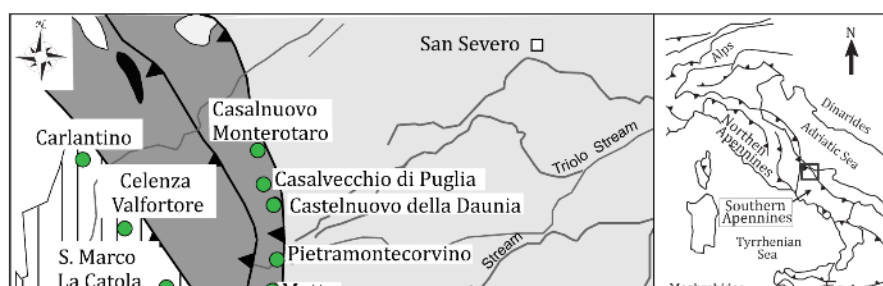 N
San Severo
Casalnuovo
Monterotaro
Carlantino
Triolo Stream
Celenza
Valfortore
Casalvecchio di Puglia
Castelnuovo della Daunia
S. Marco
La Catola
Pietramontecorvino
Stream
N
Alps
Dinarides
Adriatic Sea
Northen
Apennines
Southern
Apennines
Tyrrhenian
Sea